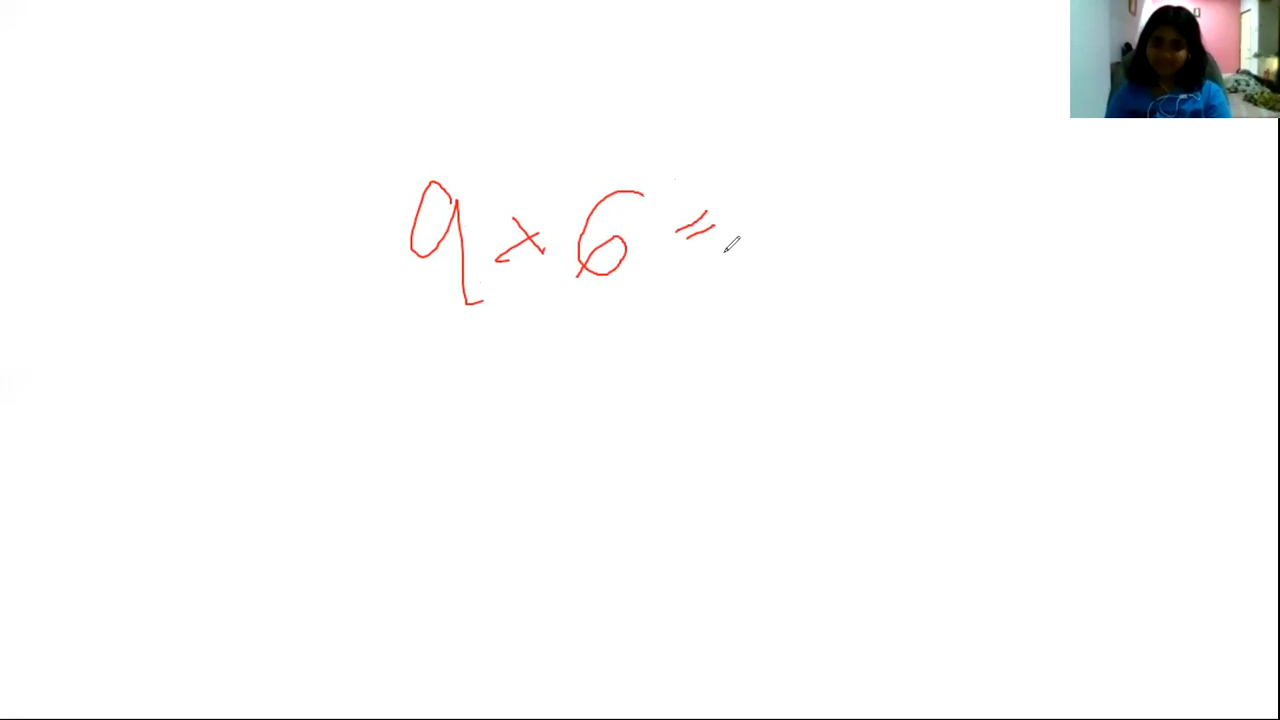 9 × 6 =